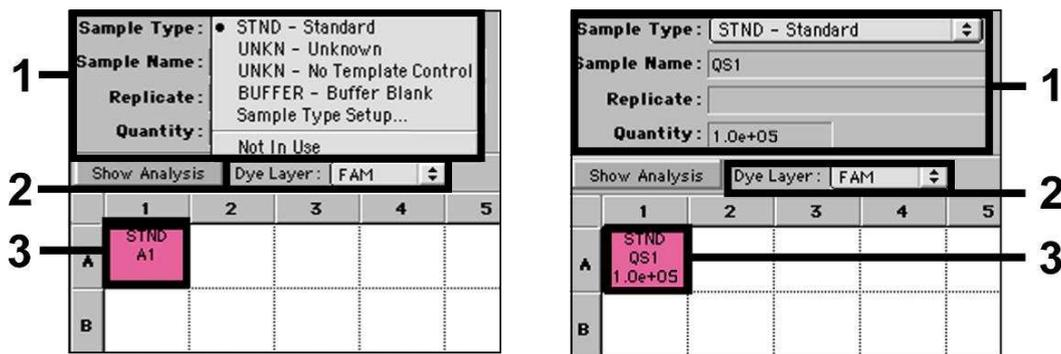 Sample Type: • STND - Standard
UNKN - Unknown
Sample Name: UNKN - No Template Control
Replicate: BUFFER - Buffer Blank
Sample Type Setup...
Quantity:
Not In Use
1
Show Analysis Dye Layer: FAM
2
1 2 3 4 5
3
A
STND
A1
B
Sample Type: STND - Standard
Sample Name: QS1
Replicate:
Quantity: 1.0e+05
1
Show Analysis Dye Layer: FAM
2
1 2 3 4 5
A
STND
QS1
1.0e+05
3
B